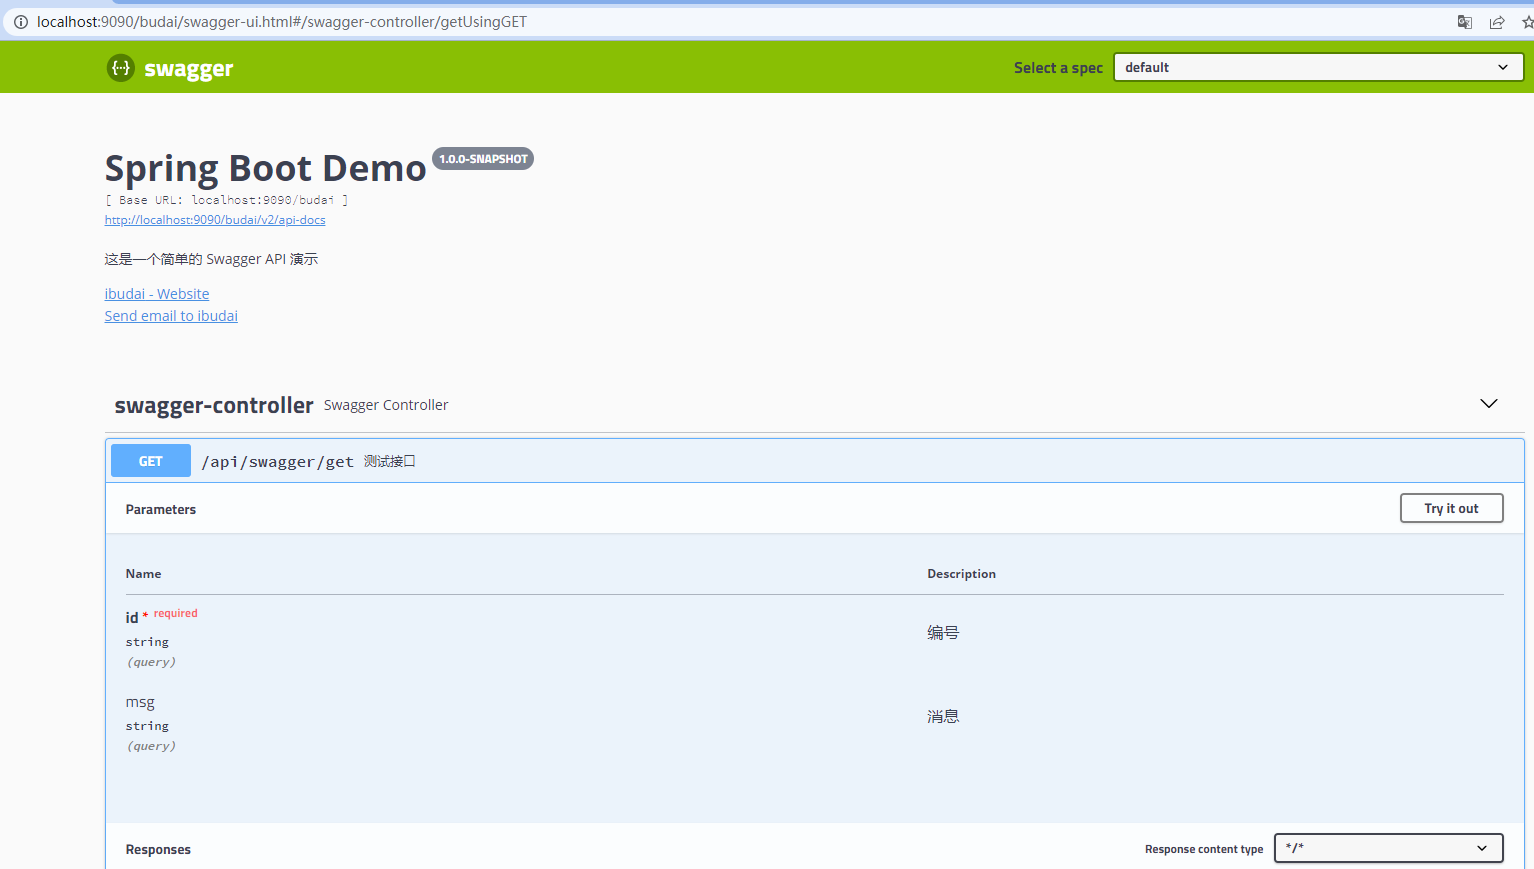 localhost:9090/budai/swagger-ui.html#/swagger-controller/getUsingGET
{··} swagger
Select a spec
default
Spring Boot Demo 1.0.0-SNAPSHOT
[ Base URL: localhost:9090/budai ]
http://localhost:9090/budai/v2/api-docs
这是一个简单的 Swagger API 演示
ibudai - Website
Send email to ibudai
swagger-controller Swagger Controller
GET /api/swagger/get 测试接口
Parameters
Try it out
Name
Description
id * required
string
(query)
编号
msg
string
(query)
消息
Responses
Response content type
*/*